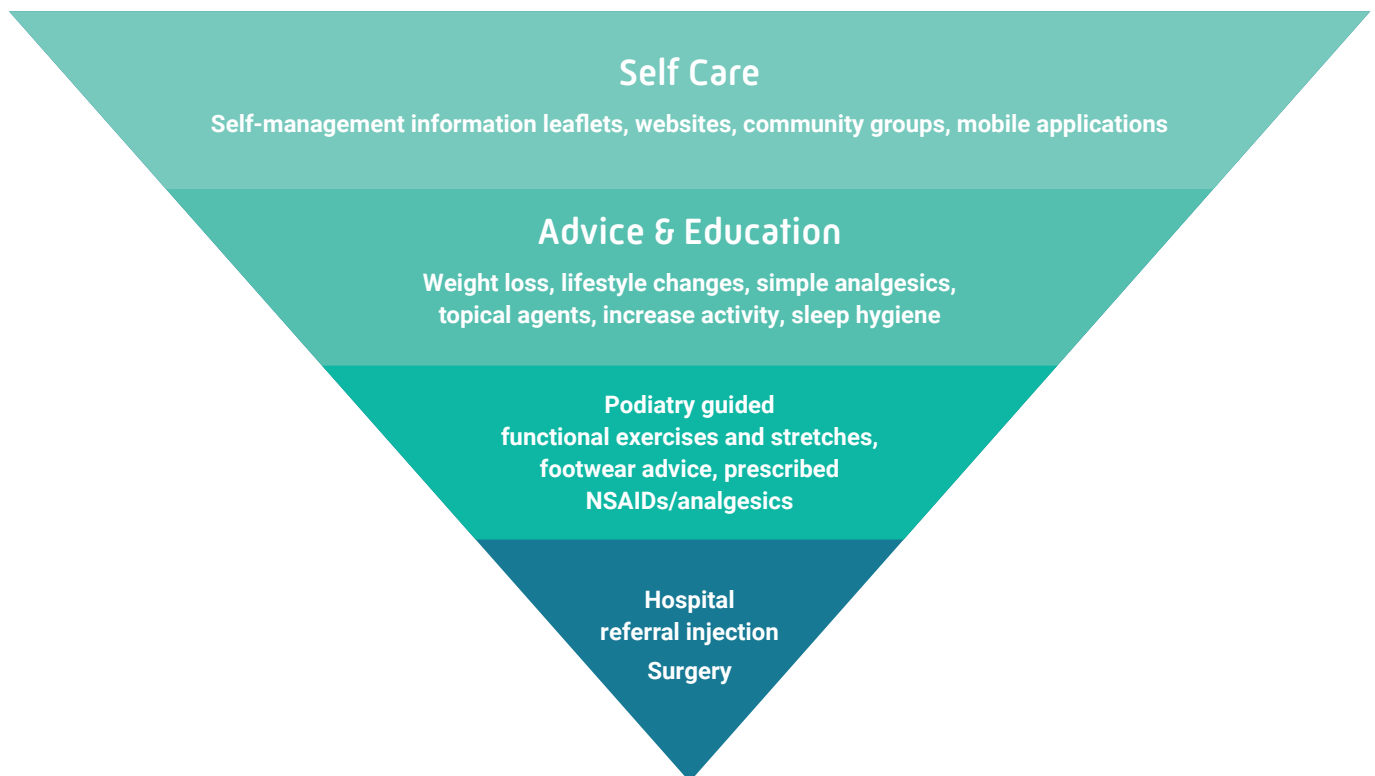 Self Care
Self-management information leaflets, websites, community groups, mobile applications
Advice & Education
Weight loss, lifestyle changes, simple analgesics,
topical agents, increase activity, sleep hygiene
Podiatry guided
functional exercises and stretches,
footwear advice, prescribed
NSAIDs/analgesics
Hospital
referral injection
Surgery